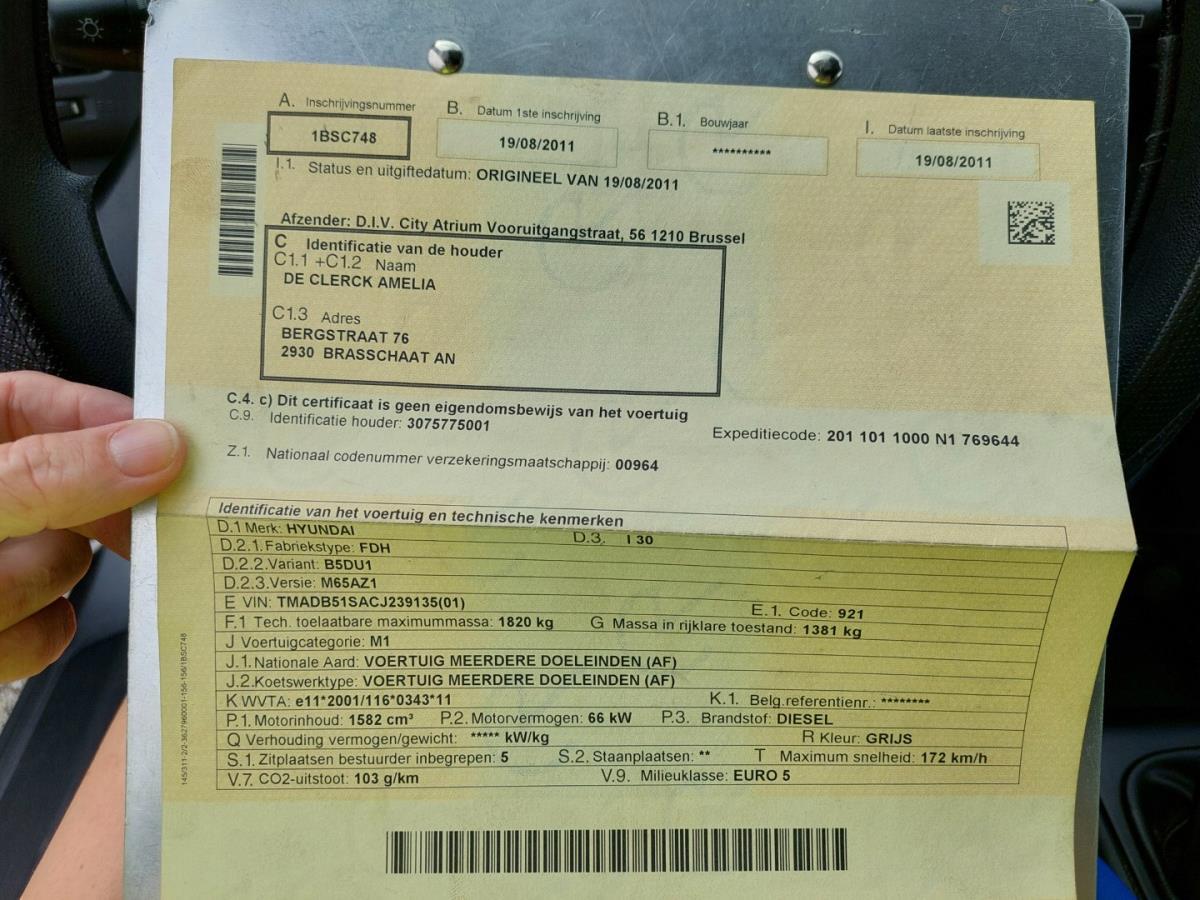 A. Inschrijvingsnummer B. Datum 1ste inschrijving B.1. Bouwjaar I. Datum laatste inschrijving
1BSC748 19/08/2011 ********** 19/08/2011
I.1. Status en uitgiftedatum: ORIGINEEL VAN 19/08/2011
Afzender: D.I.V. City Atrium Vooruitgangstraat, 56 1210 Brussel
C Identificatie van de houder
C1.1 +C1.2 Naam
DE CLERCK AMELIA
C1.3 Adres
BERGSTRAAT 76
2930 BRASSCHAAT AN
C.4. c) Dit certificaat is geen eigendomsbewijs van het voertuig
C.9. Identificatie houder: 3075775001
Expeditiecode: 201 101 1000 N1 769644
Z.1. Nationaal codenummer verzekeringsmaatschappij: 00964
Identificatie van het voertuig en technische kenmerken
D.1 Merk: HYUNDAI D.3. I 30
D.2.1. Fabriekstype: FDH
D.2.2. Variant: B5DU1
D.2.3. Versie: M65AZ1
E VIN: TMADB51SACJ239135(01) E.1. Code: 921
F.1 Tech. toelaatbare maximummassa: 1820 kg G Massa in rijklare toestand: 1381 kg
J Voertuigcategorie: M1
J.1. Nationale Aard: VOERTUIG MEERDERE DOELEINDEN (AF)
J.2. Koetswerktype: VOERTUIG MEERDERE DOELEINDEN (AF)
K WVTA: e11*2001/116*0343*11 K.1. Belg.referentienr.: ********
P.1. Motorinhoud: 1582 cm³ P.2. Motorvermogen: 66 kW P.3. Brandstof: DIESEL
Q Verhouding vermogen/gewicht: ***** kW/kg R Kleur: GRIJS
S.1. Zitplaatsen bestuurder inbegrepen: 5 S.2. Staanplaatsen: ** T Maximum snelheid: 172 km/h
V.7. CO2-uitstoot: 103 g/km V.9. Milieuklasse: EURO 5